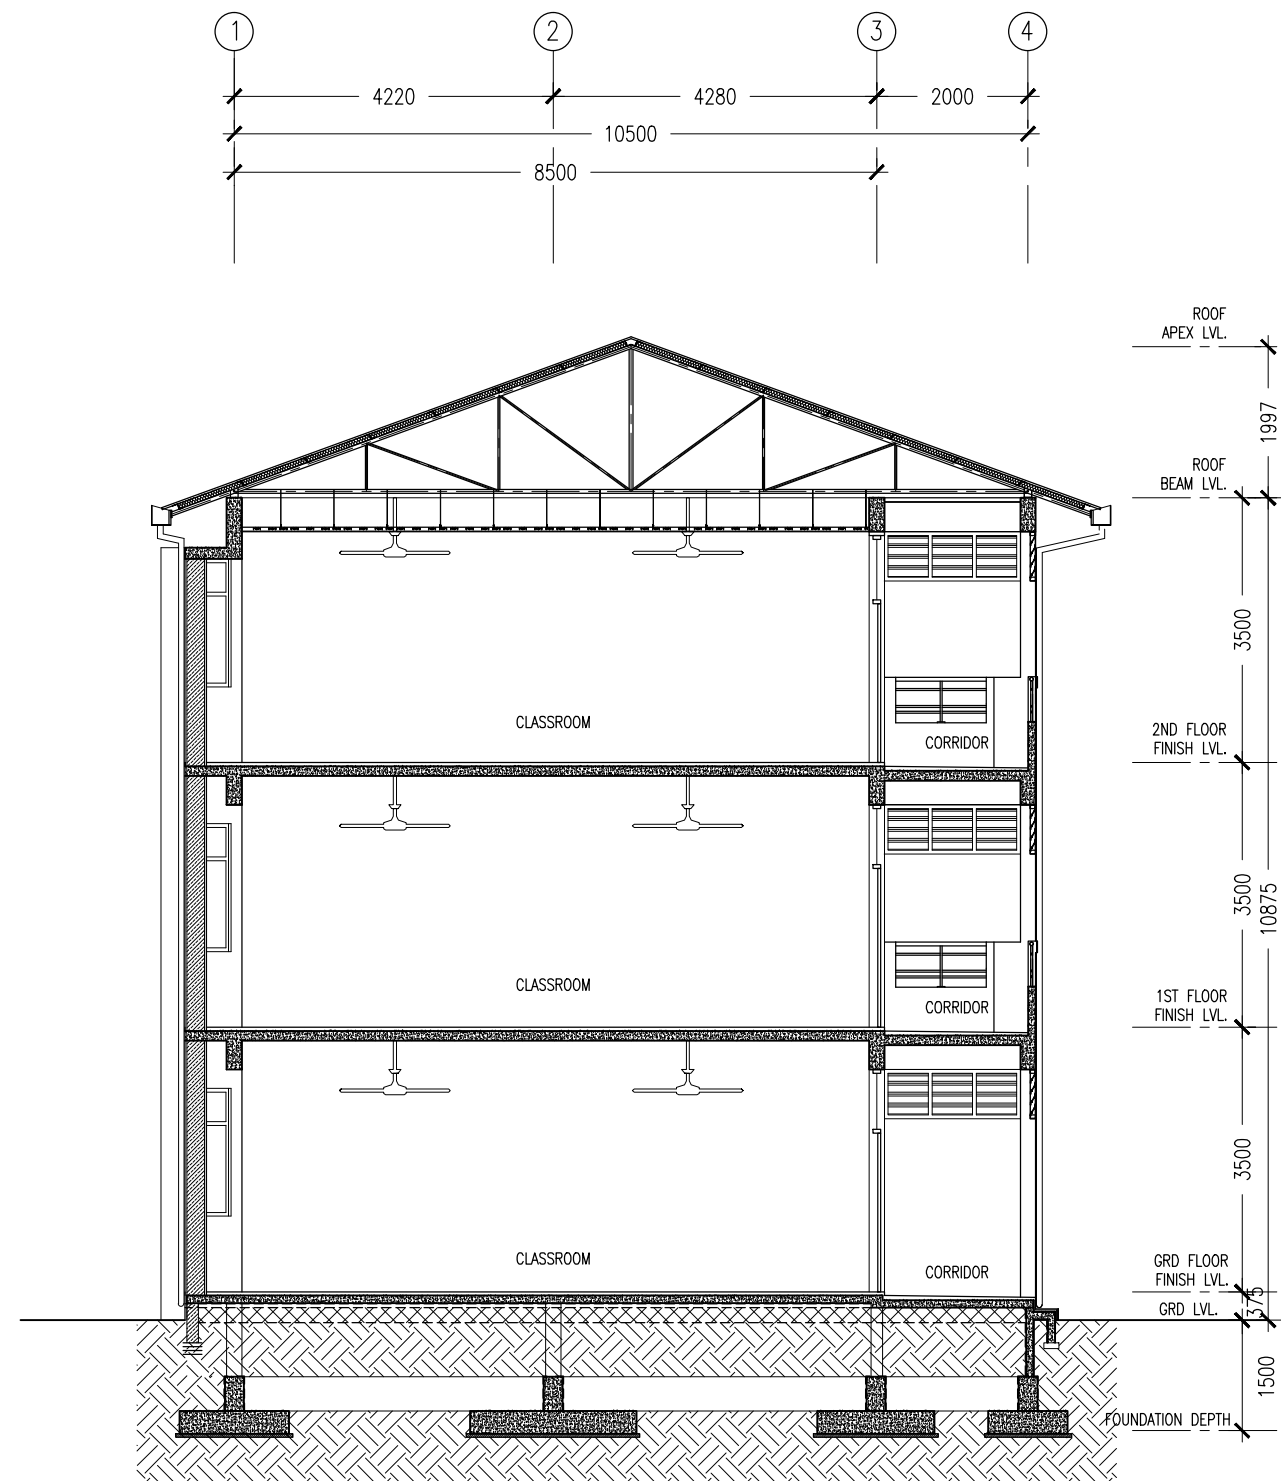 1 2 3 4
4220 4280 2000
10500
8500
ROOF
APEX LVL.
1997
ROOF
BEAM LVL.
3500
CLASSROOM
CORRIDOR
2ND FLOOR
FINISH LVL.
3500
10875
CLASSROOM
CORRIDOR
1ST FLOOR
FINISH LVL.
3500
CLASSROOM
CORRIDOR
GRD FLOOR
FINISH LVL.
375
GRD LVL.
1500
FOUNDATION DEPTH